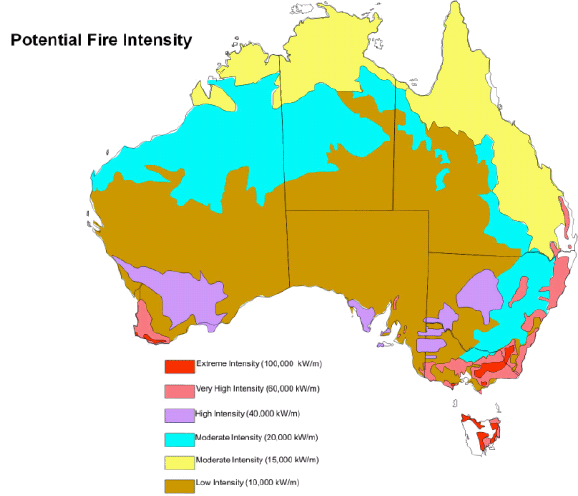 Potential Fire Intensity
Extreme Intensity (100,000 kW/m)
Very High Intensity (60,000 kW/m)
High Intensity (40,000 kW/m)
Moderate Intensity (20,000 kW/m)
Moderate Intensity (15,000 kW/m)
Low Intensity (10,000 kW/m)